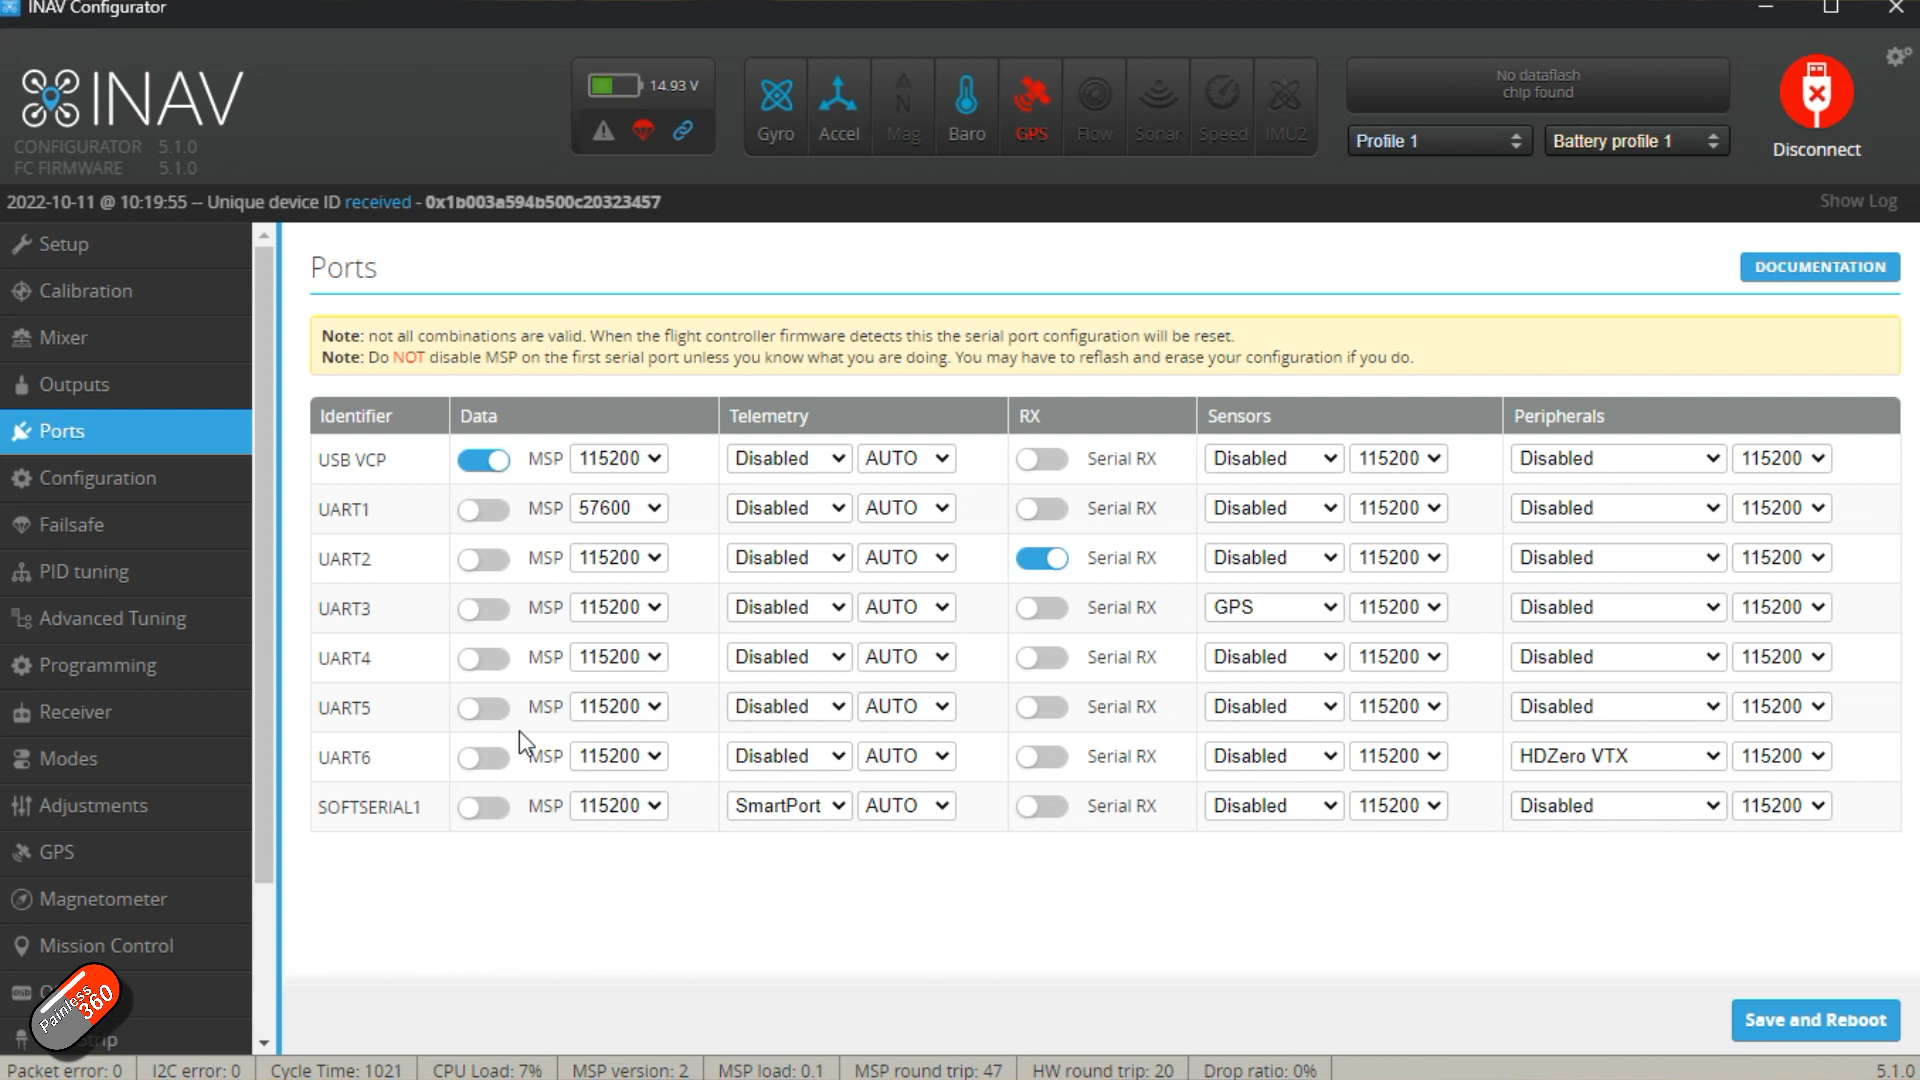 INAV Configurator
INAV
CONFIGURATOR 5.1.0
FC FIRMWARE 5.1.0
14.93 V
Gyro Accel Mag Baro GPS Flow Sonar Speed IMU2
No dataflash
chip found
Profile 1 Battery profile 1
Disconnect
2022-10-11 @ 10:19:55 -- Unique device ID received - 0x1b003a594b500c20323457
Show Log
Setup
Calibration
Mixer
Outputs
Ports
Configuration
Failsafe
PID tuning
Advanced Tuning
Programming
Receiver
Modes
Adjustments
GPS
Magnetometer
Mission Control
OSD
Painless360
Ports
DOCUMENTATION
Note: not all combinations are valid. When the flight controller firmware detects this the serial port configuration will be reset.
Note: Do NOT disable MSP on the first serial port unless you know what you are doing. You may have to reflash and erase your configuration if you do.
Identifier Data Telemetry RX Sensors Peripherals
USB VCP MSP 115200 Disabled AUTO Serial RX Disabled 115200 Disabled 115200
UART1 MSP 57600 Disabled AUTO Serial RX Disabled 115200 Disabled 115200
UART2 MSP 115200 Disabled AUTO Serial RX Disabled 115200 Disabled 115200
UART3 MSP 115200 Disabled AUTO Serial RX GPS 115200 Disabled 115200
UART4 MSP 115200 Disabled AUTO Serial RX Disabled 115200 Disabled 115200
UART5 MSP 115200 Disabled AUTO Serial RX Disabled 115200 Disabled 115200
UART6 MSP 115200 Disabled AUTO Serial RX Disabled 115200 HDZero VTX 115200
SOFTSERIAL1 MSP 115200 SmartPort AUTO Serial RX Disabled 115200 Disabled 115200
Save and Reboot
Packet error: 0 I2C error: 0 Cycle Time: 1021 CPU Load: 7% MSP version: 2 MSP load: 0.1 MSP round trip: 47 HW round trip: 20 Drop ratio: 0% 5.1.0